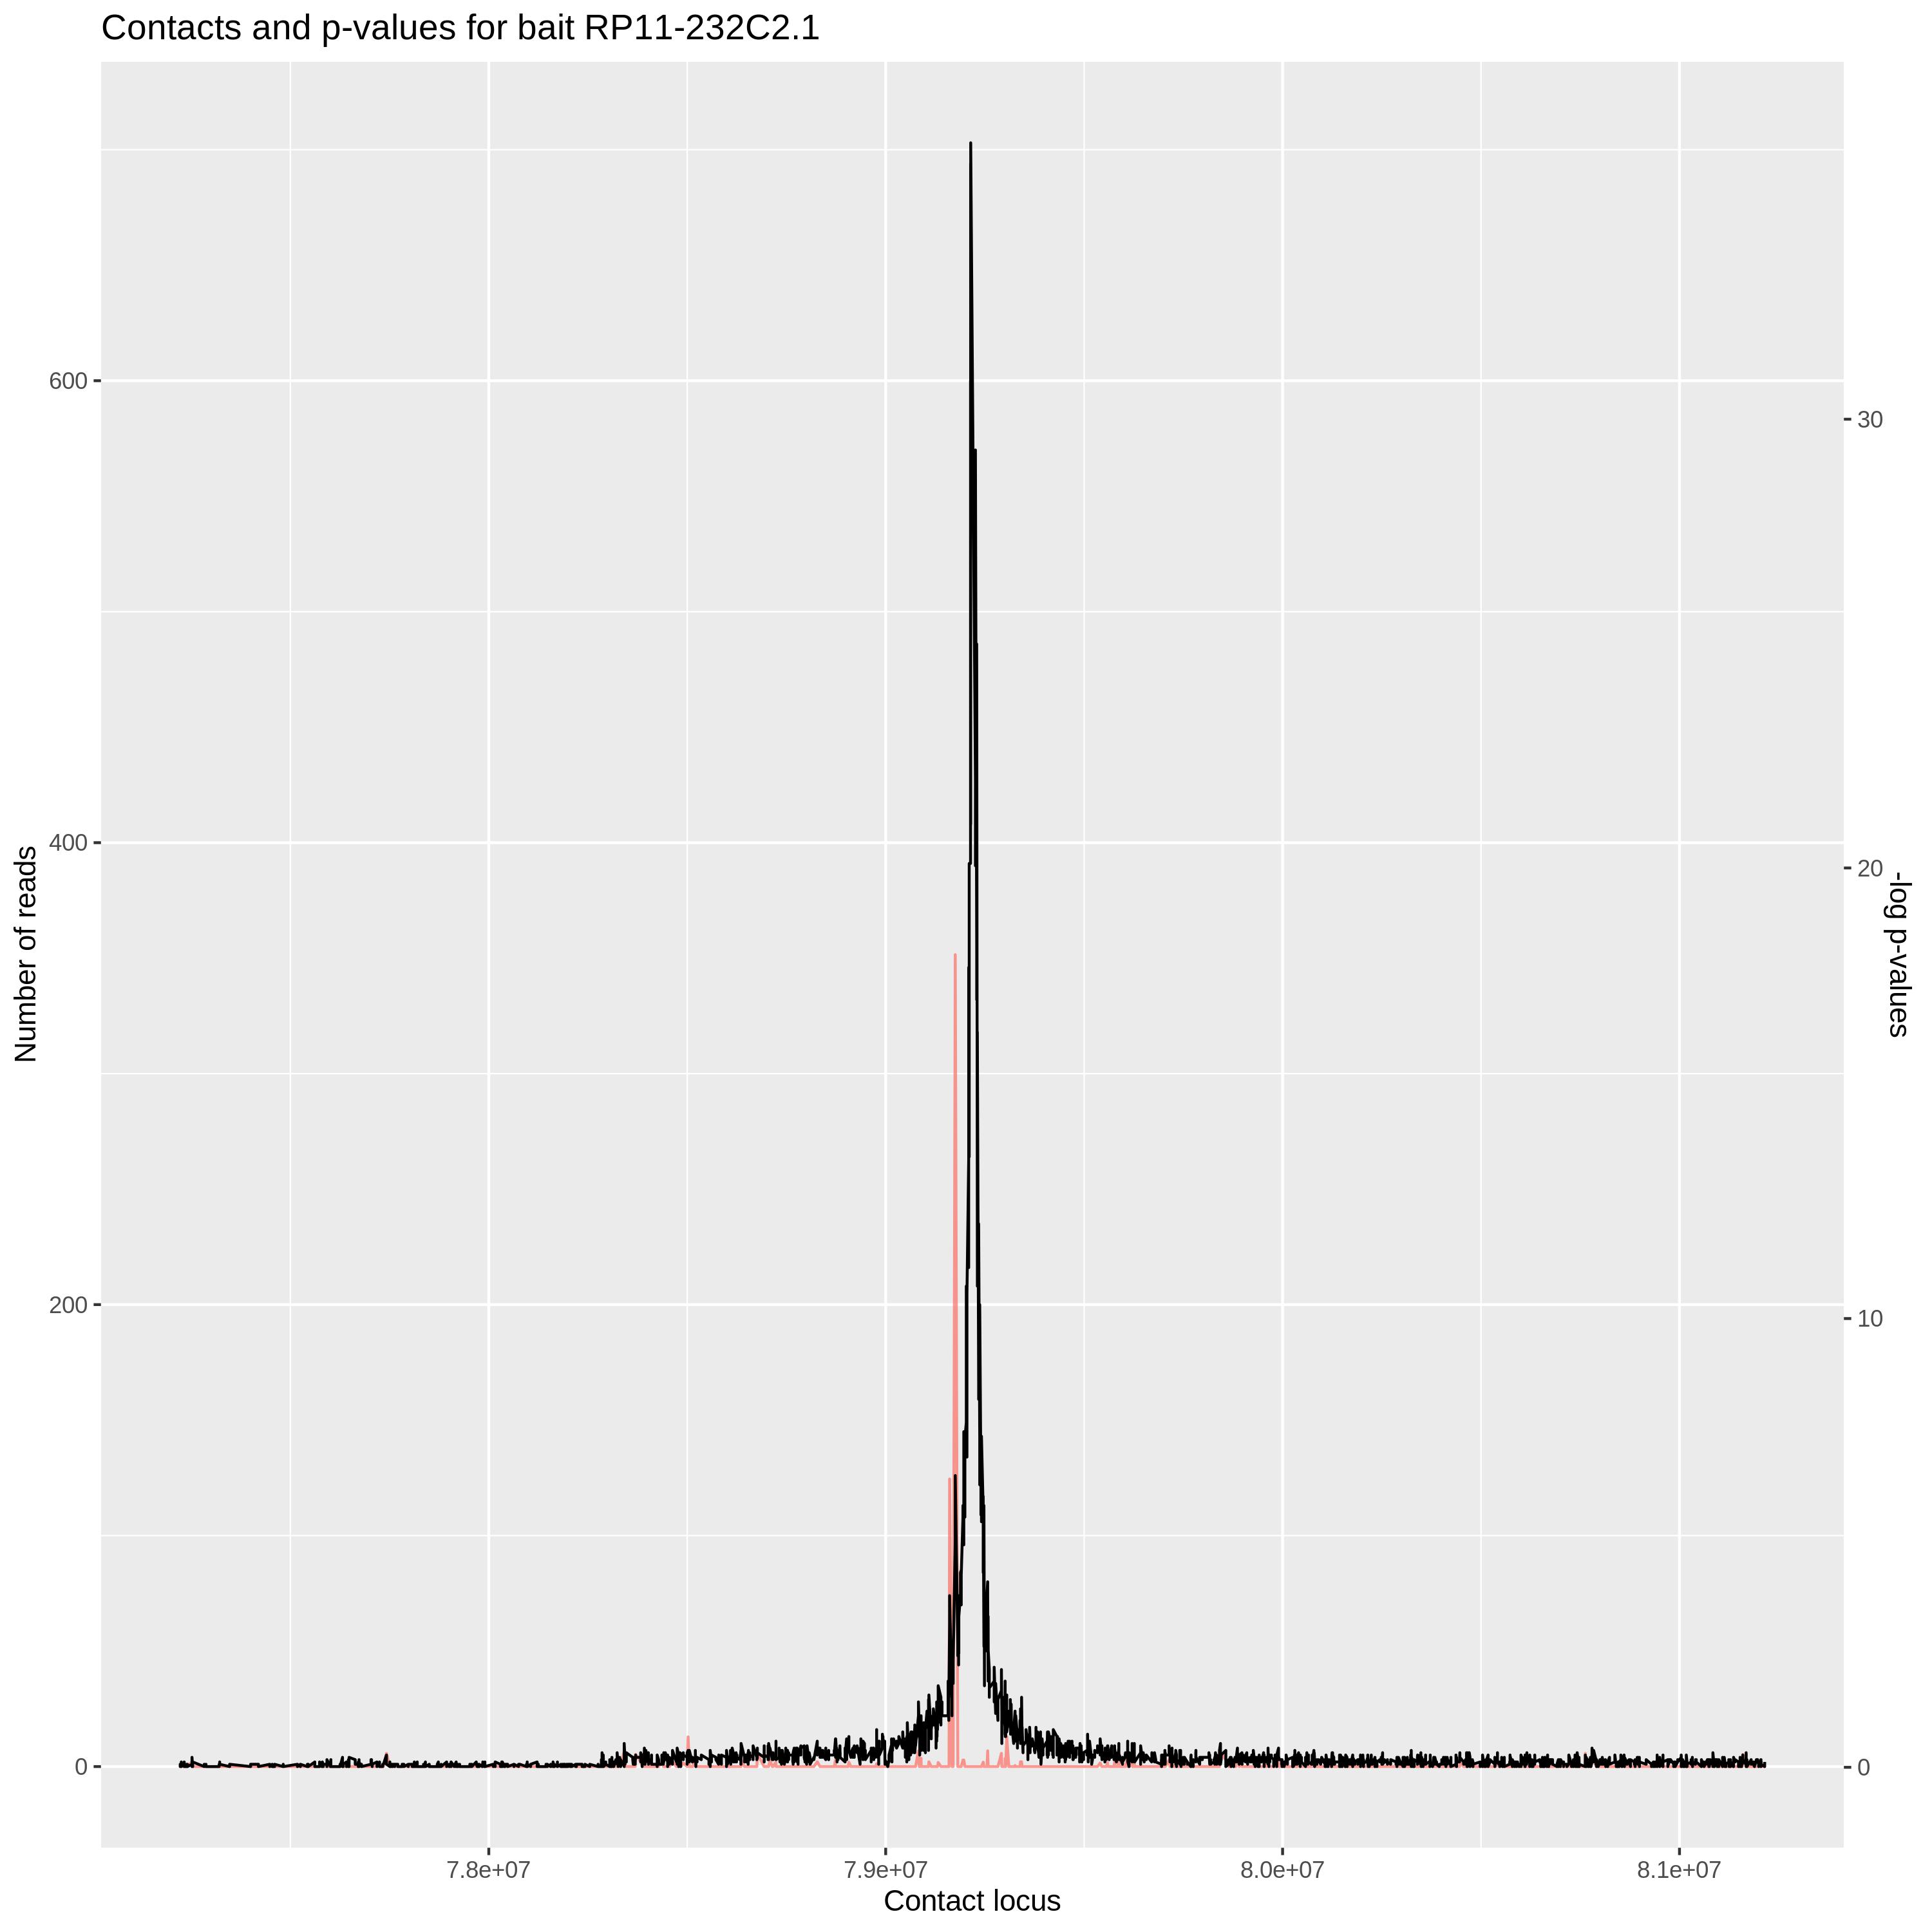 Contacts and p-values for bait RP11-232C2.1
600
400
200
0
Number of reads
30
20
10
0
-log p-values
7.8e+07
7.9e+07
8.0e+07
8.1e+07
Contact locus